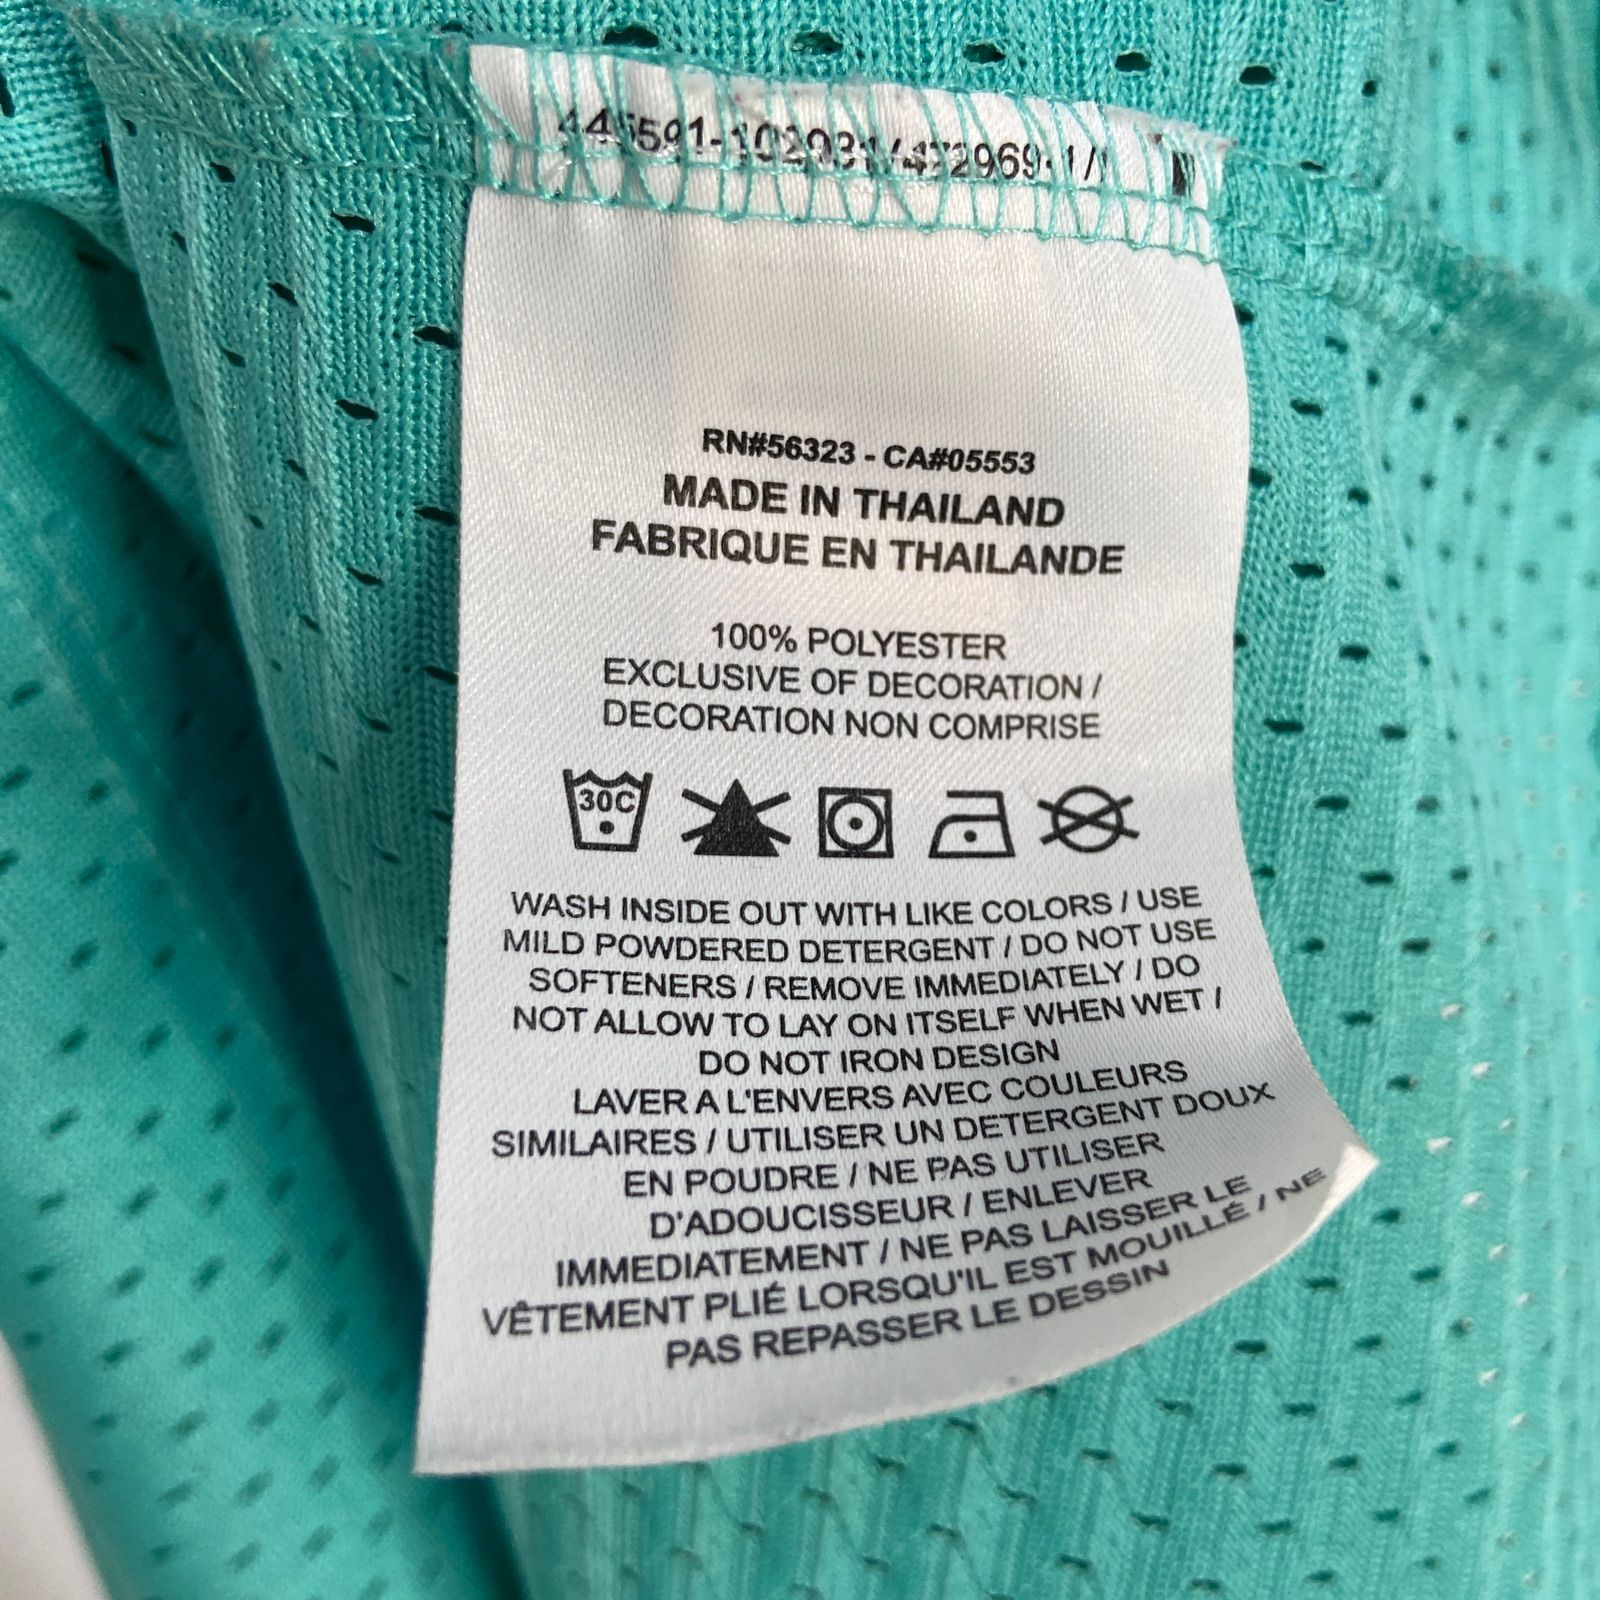 RN#56323 - CA#05553
MADE IN THAILAND
FABRIQUE EN THAILANDE
100% POLYESTER
EXCLUSIVE OF DECORATION /
DECORATION NON COMPRISE
30C
WASH INSIDE OUT WITH LIKE COLORS / USE
MILD POWDERED DETERGENT / DO NOT USE
SOFTENERS / REMOVE IMMEDIATELY / DO
NOT ALLOW TO LAY ON ITSELF WHEN WET /
DO NOT IRON DESIGN
LAVER A L'ENVERS AVEC COULEURS
SIMILAIRES / UTILISER UN DETERGENT DOUX
EN POUDRE / NE PAS UTILISER
D'ADOUCISSEUR / ENLEVER
IMMEDIATEMENT / NE PAS LAISSER LE
VÊTEMENT PLIÉ LORSQU'IL EST MOUILLÉ / NE
PAS REPASSER LE DESSIN